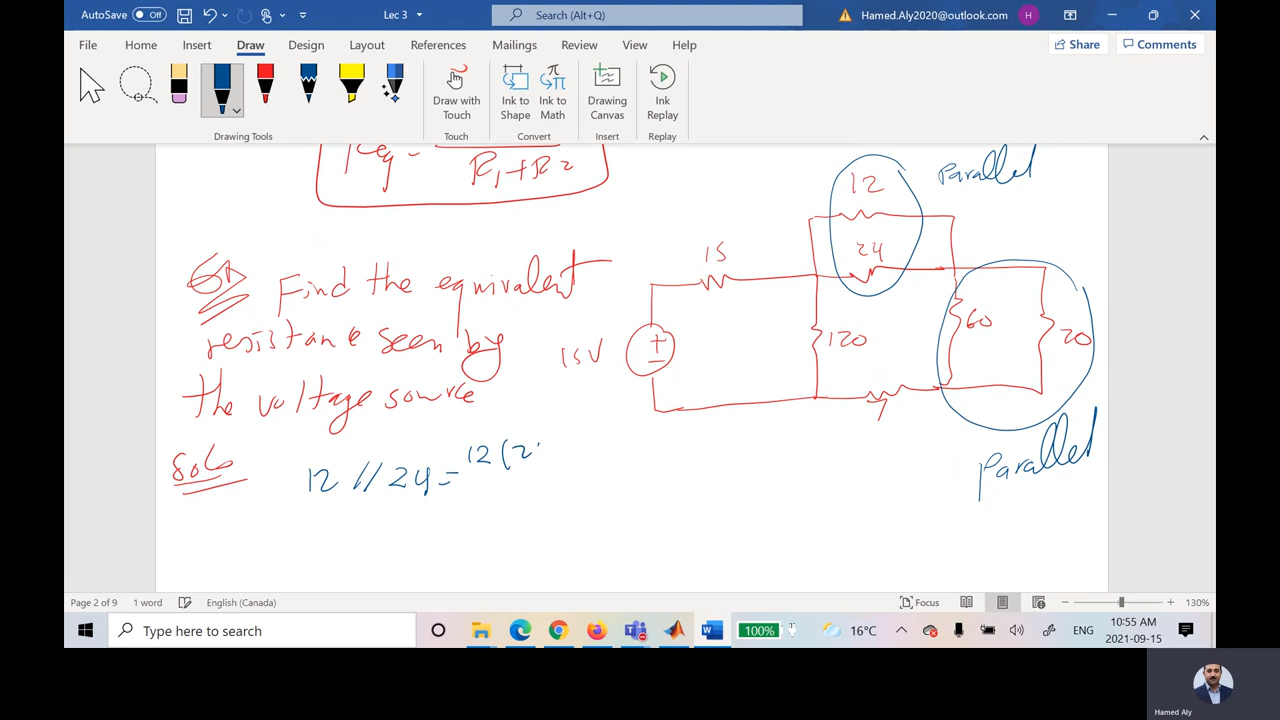 AutoSave Off Lec 3 Search (Alt+Q) Hamed.Aly2020@outlook.com H
File Home Insert Draw Design Layout References Mailings Review View Help Share Comments
Draw with Touch
Ink to Shape
Ink to Math
Drawing Canvas
Ink Replay
Drawing Tools Touch Convert Insert Replay
Req =
R1 + R2
12
Parallel
24
15
Ex Find the equivalent
resistance seen by
the voltage source
15V
+
-
120
60
20
Parallel
Sol
12 // 24 = 12 (2
Page 2 of 9 1 word English (Canada) Focus 130%
Type here to search 100% 16°C ENG 10:55 AM
2021-09-15
Hamed Aly